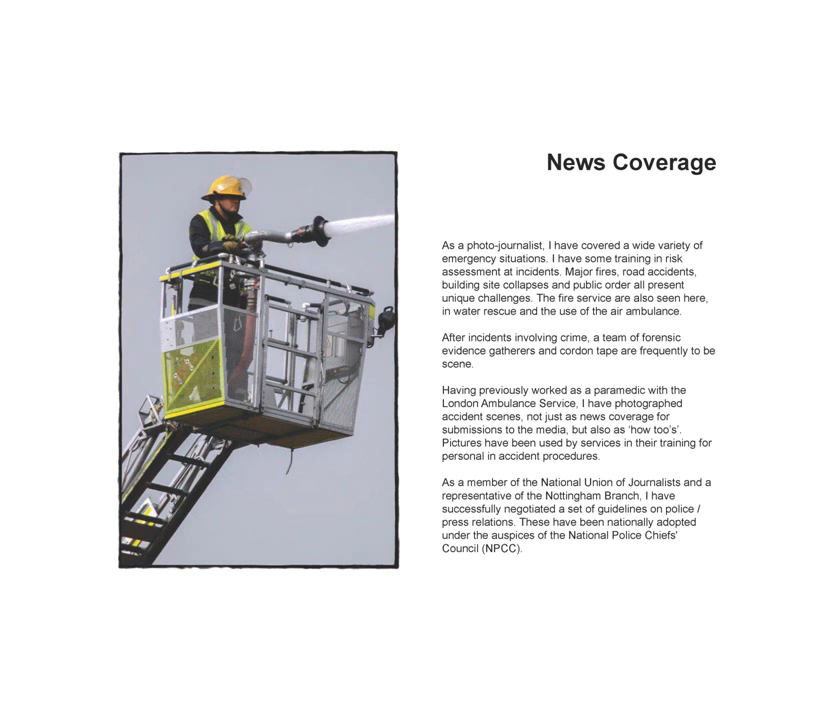 News Coverage
As a photo-journalist, I have covered a wide variety of
emergency situations. I have some training in risk
assessment at incidents. Major fires, road accidents,
building site collapses and public order all present
unique challenges. The fire service are also seen here,
in water rescue and the use of the air ambulance.
After incidents involving crime, a team of forensic
evidence gatherers and cordon tape are frequently to be
scene.
Having previously worked as a paramedic with the
London Ambulance Service, I have photographed
accident scenes, not just as news coverage for
submissions to the media, but also as ‘how too’s’.
Pictures have been used by services in their training for
personal in accident procedures.
As a member of the National Union of Journalists and a
representative of the Nottingham Branch, I have
successfully negotiated a set of guidelines on police /
press relations. These have been nationally adopted
under the auspices of the National Police Chiefs'
Council (NPCC).